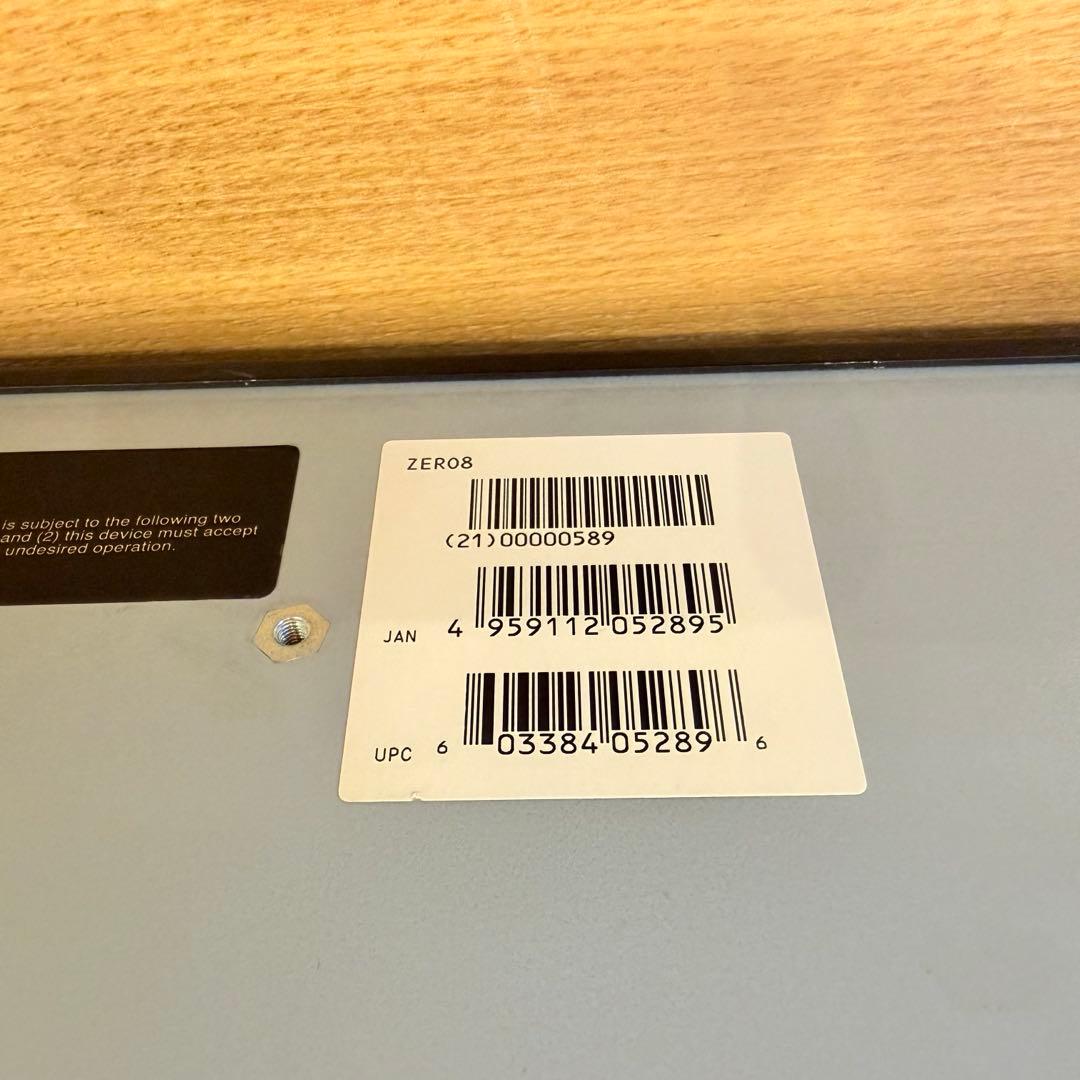 is subject to the following two
and (2) this device must accept
undesired operation.
ZERO8
(21)00000589
JAN 4 959112 052895
UPC 6 03384 05289 6